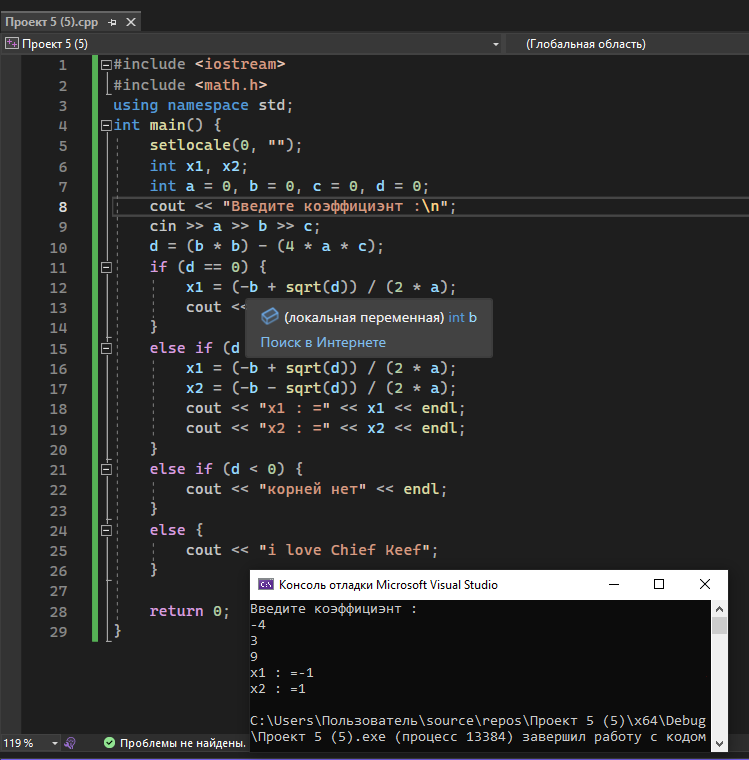 Проект 5 (5).cpp
Проект 5 (5) (Глобальная область)
1 #include <iostream>
2 #include <math.h>
3 using namespace std;
4 int main() {
5 setlocale(0, "");
6 int x1, x2;
7 int a = 0, b = 0, c = 0, d = 0;
8 cout << "Введите коэффициэнт :\n";
9 cin >> a >> b >> c;
10 d = (b * b) - (4 * a * c);
11 if (d == 0) {
12 x1 = (-b + sqrt(d)) / (2 * a);
13 cout <<
(локальная переменная) int b
14 }
15 else if (d
Поиск в Интернете
16 x1 = (-b + sqrt(d)) / (2 * a);
17 x2 = (-b - sqrt(d)) / (2 * a);
18 cout << "x1 : =" << x1 << endl;
19 cout << "x2 : =" << x2 << endl;
20 }
21 else if (d < 0) {
22 cout << "корней нет" << endl;
23 }
24 else {
25 cout << "i love Chief Keef";
26 }
27
28 return 0;
29 }
119 % Проблемы не найдены.
C:\ Консоль отладки Microsoft Visual Studio
Введите коэффициэнт :
-4
3
9
x1 : =-1
x2 : =1
C:\Users\Пользователь\source\repos\Проект 5 (5)\x64\Debug
\Проект 5 (5).exe (процесс 13384) завершил работу с кодом